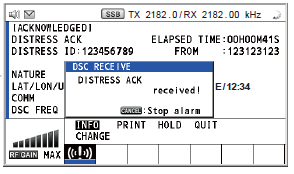 SSB TX 2182.0/RX 2182.00 kHz
[ACKNOWLEDGED]
DISTRESS ACK ELAPSED TIME:00H00M41S
DISTRESS ID:123456789 FROM :123123123
DSC RECEIVE
NATURE DISTRESS ACK
LAT/LON/U E/12:34
received!
COMM
DSC FREQ CANCEL:Stop alarm
INFO PRINT HOLD QUIT
CHANGE
RF GAIN MAX